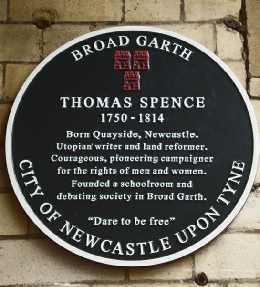 BROAD GARTH
THOMAS SPENCE
1750 - 1814
Born Quayside, Newcastle.
Utopian writer and land reformer.
Courageous, pioneering campaigner
for the rights of men and women.
Founded a schoolroom and
debating society in Broad Garth.
"Dare to be free"
CITY OF NEWCASTLE UPON TYNE